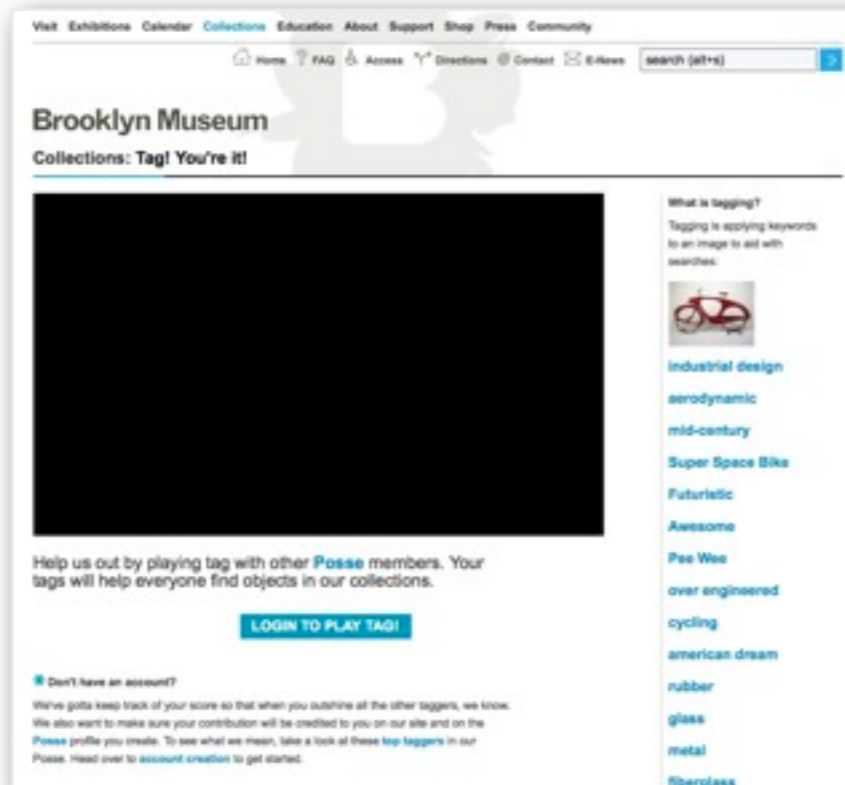 Visit Exhibitions Calendar Collections Education About Support Shop Press Community
Home FAQ Access Directions Contact E-News search (alt+s)
Brooklyn Museum
Collections: Tag! You're it!
Help us out by playing tag with other Posse members. Your
tags will help everyone find objects in our collections.
LOGIN TO PLAY TAG!
Don't have an account?
We've gotta keep track of your score so that when you outshine all the other taggers, we know.
We also want to make sure your contribution will be credited to you on our site and on the
Posse profile you create. To see what we mean, take a look at these top taggers in our
Posse. Head over to account creation to get started.
What is tagging?
Tagging is applying keywords
to an image to aid with
searches:
industrial design
aerodynamic
mid-century
Super Space Bike
Futuristic
Awesome
Pee Wee
over engineered
cycling
american dream
rubber
glass
metal
fiberglass